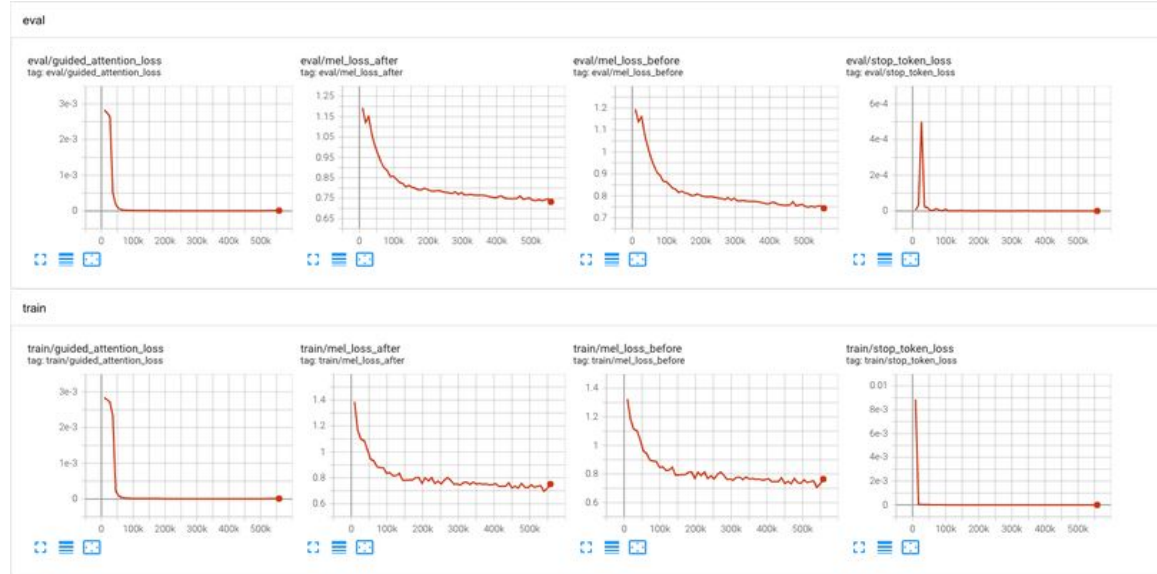 eval
eval/guided_attention_loss
tag: eval/guided_attention_loss
3e-3
2e-3
1e-3
0
0 100k 200k 300k 400k 500k
eval/mel_loss_after
tag: eval/mel_loss_after
1.25
1.15
1.05
0.95
0.85
0.75
0.65
0 100k 200k 300k 400k 500k
eval/mel_loss_before
tag: eval/mel_loss_before
1.2
1.1
1
0.9
0.8
0.7
0 100k 200k 300k 400k 500k
eval/stop_token_loss
tag: eval/stop_token_loss
6e-4
4e-4
2e-4
0
0 100k 200k 300k 400k 500k
train
train/guided_attention_loss
tag: train/guided_attention_loss
3e-3
2e-3
1e-3
0
0 100k 200k 300k 400k 500k
train/mel_loss_after
tag: train/mel_loss_after
1.4
1.2
1
0.8
0.6
0 100k 200k 300k 400k 500k
train/mel_loss_before
tag: train/mel_loss_before
1.4
1.2
1
0.8
0.6
0 100k 200k 300k 400k 500k
train/stop_token_loss
tag: train/stop_token_loss
0.01
8e-3
6e-3
4e-3
2e-3
0
0 100k 200k 300k 400k 500k